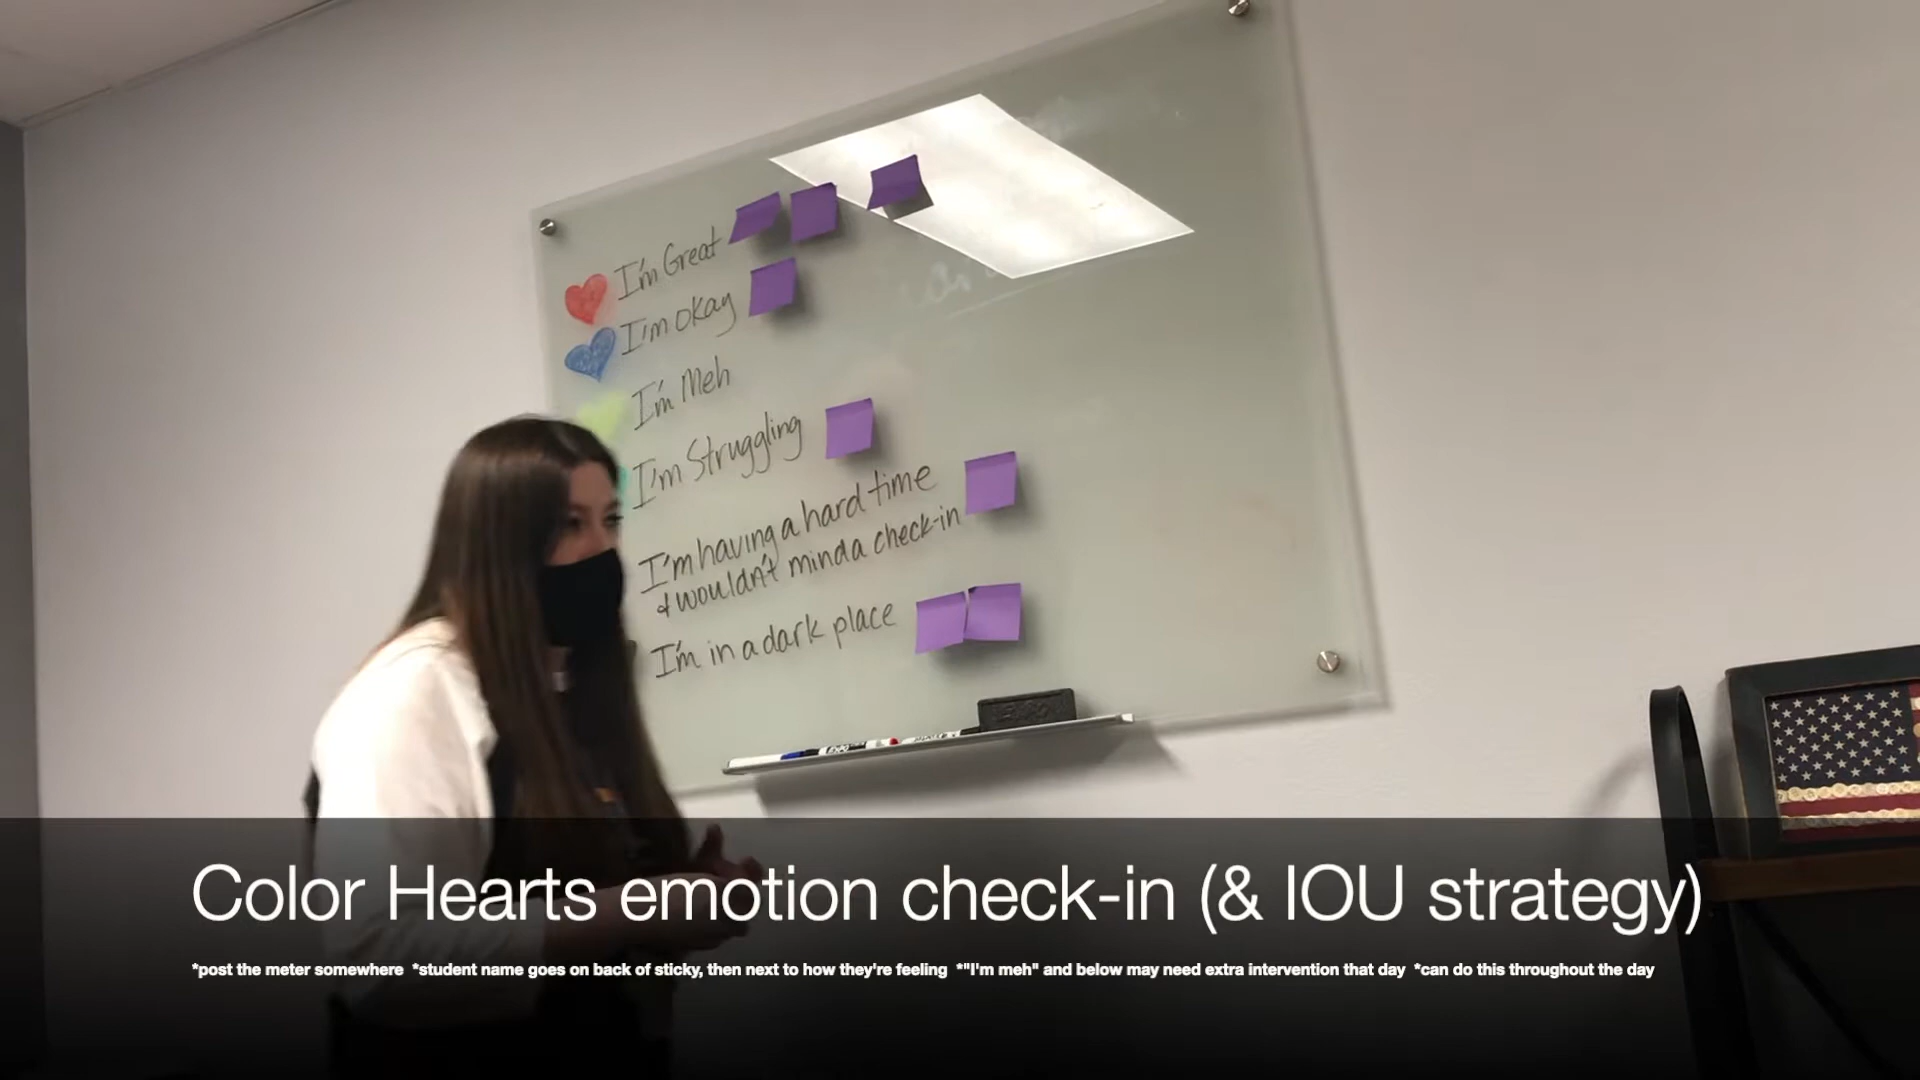 I'm Great
I'm okay
I'm Meh
I'm Struggling
I'm having a hard time
& wouldn't mind a check-in
I'm in a dark place
Color Hearts emotion check-in (& IOU strategy)
*post the meter somewhere *student name goes on back of sticky, then next to how they're feeling *"I'm meh" and below may need extra intervention that day *can do this throughout the day